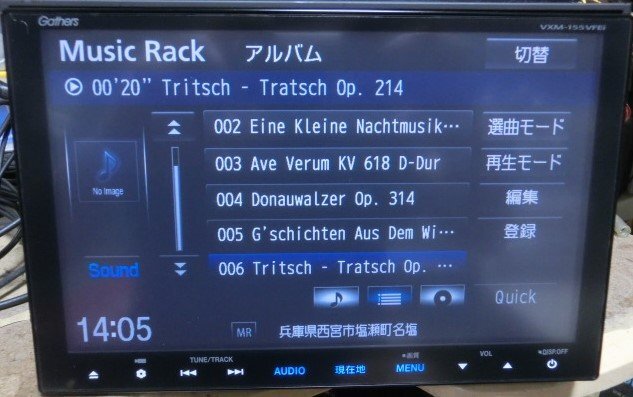 Gathers
VXM-155VFEi
Music Rack アルバム 切替
00'20" Tritsch - Tratsch Op. 214
002 Eine Kleine Nachtmusik… 選曲モード
003 Ave Verum KV 618 D-Dur 再生モード
No Image
004 Donauwalzer Op. 314 編集
005 G'schichten Aus Dem Wi… 登録
Sound 006 Tritsch - Tratsch Op. …
Quick
14:05 MR 兵庫県西宮市塩瀬町名塩
TUNE/TRACK 画質 VOL DISP.OFF
AUDIO 現在地 MENU